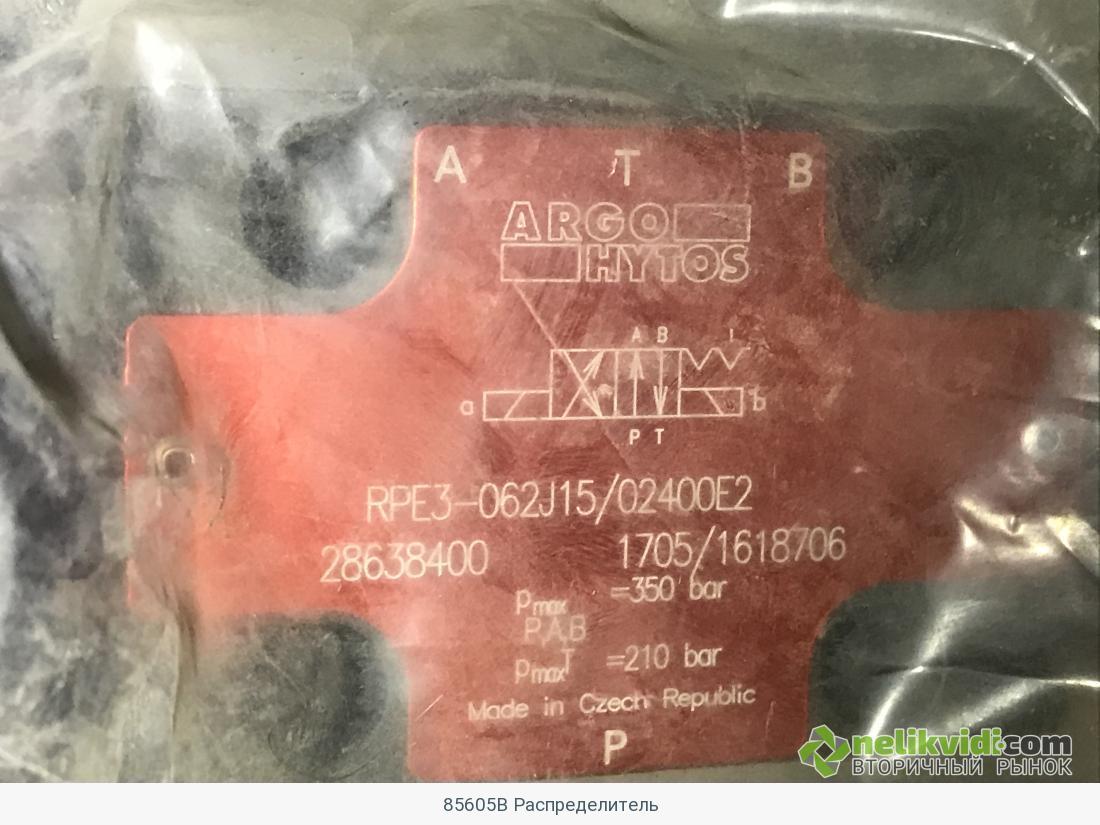 A T B
ARGO
HYTOS
A B
a b
P T
RPE3-062J15/02400E2
28638400 1705/1618706
pmax =350 bar
P,A,B
pmaxT =210 bar
Made in Czech Republic
P
nelikvidi.com
ВТОРИЧНЫЙ РЫНОК
85605В Распределитель